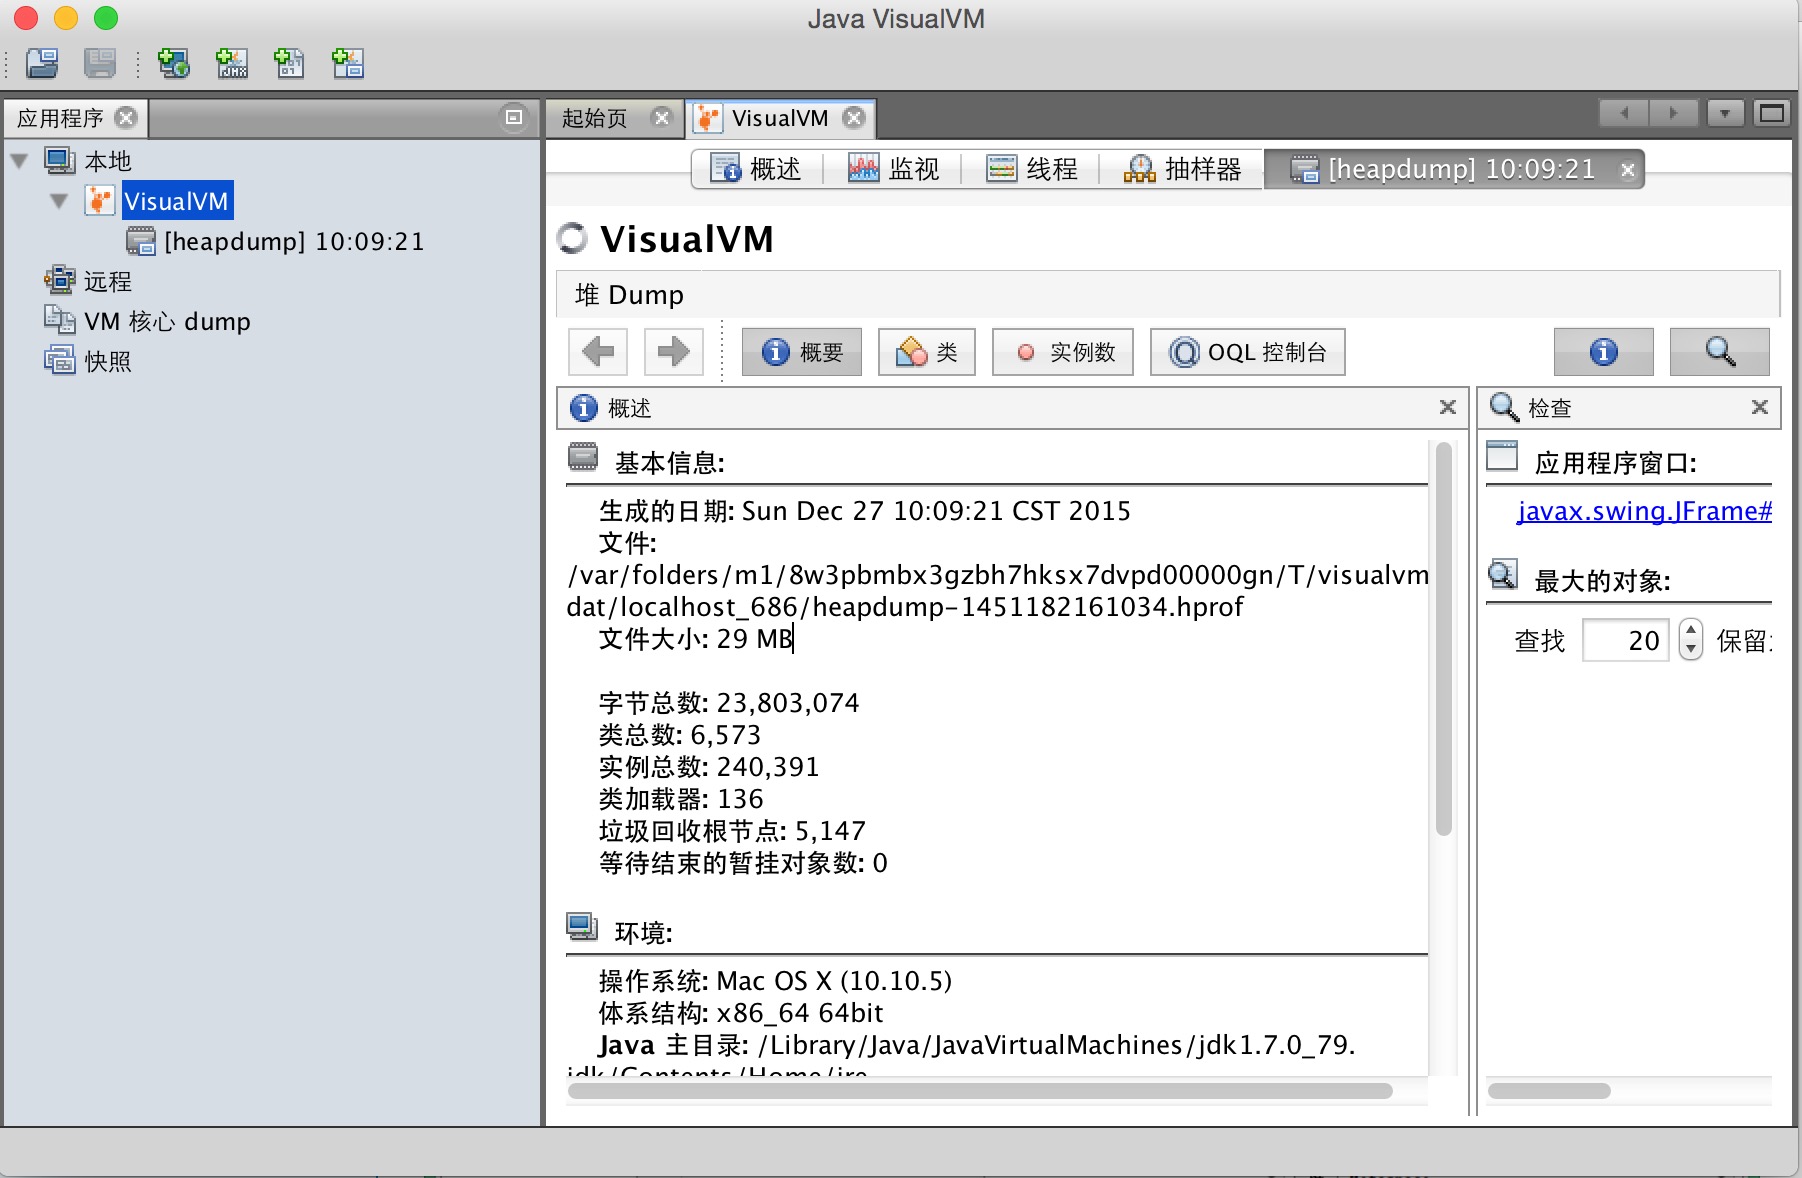 Java VisualVM
应用程序
起始页
VisualVM
本地
VisualVM
[heapdump] 10:09:21
远程
VM 核心 dump
快照
概述
监视
线程
抽样器
[heapdump] 10:09:21
VisualVM
堆 Dump
概要
类
实例数
OQL 控制台
概述
基本信息:
生成的日期: Sun Dec 27 10:09:21 CST 2015
文件:
/var/folders/m1/8w3pbmbx3gzbh7hksx7dvpd00000gn/T/visualvm
dat/localhost_686/heapdump-1451182161034.hprof
文件大小: 29 MB
字节总数: 23,803,074
类总数: 6,573
实例总数: 240,391
类加载器: 136
垃圾回收根节点: 5,147
等待结束的暂挂对象数: 0
环境:
操作系统: Mac OS X (10.10.5)
体系结构: x86_64 64bit
Java 主目录: /Library/Java/JavaVirtualMachines/jdk1.7.0_79.
jdk/Contents/Home/jre
检查
应用程序窗口:
javax.swing.JFrame#
最大的对象:
查找 20 保留